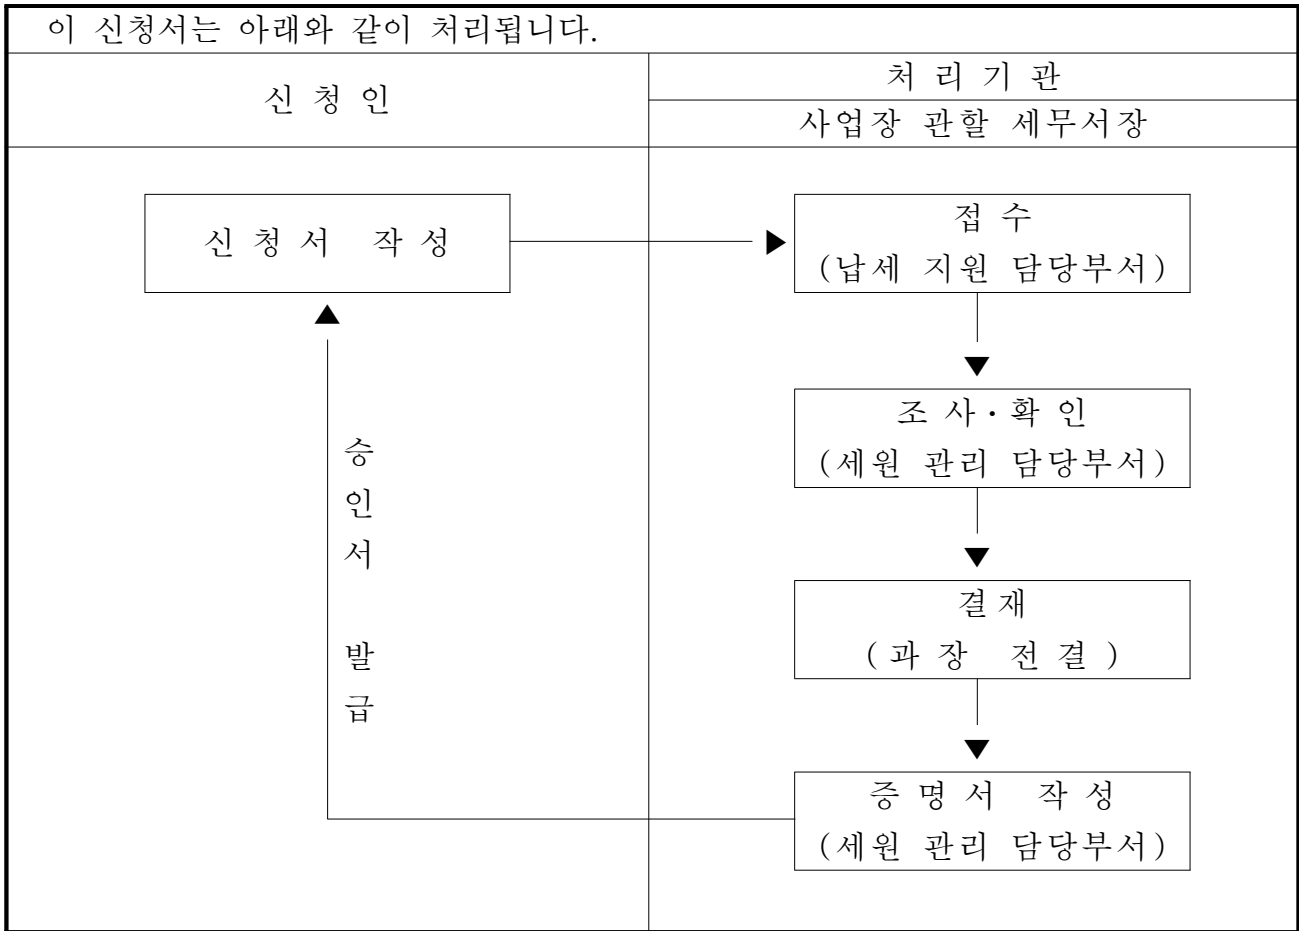 이 신청서는 아래와 같이 처리됩니다.
신 청 인
처 리 기 관
사업장 관할 세무서장
신 청 서 작 성
접 수
(납세 지원 담당부서)
조 사·확 인
(세원 관리 담당부서)
결 재
( 과 장 전 결 )
증 명 서 작 성
(세원 관리 담당부서)
승
인
서
발
급